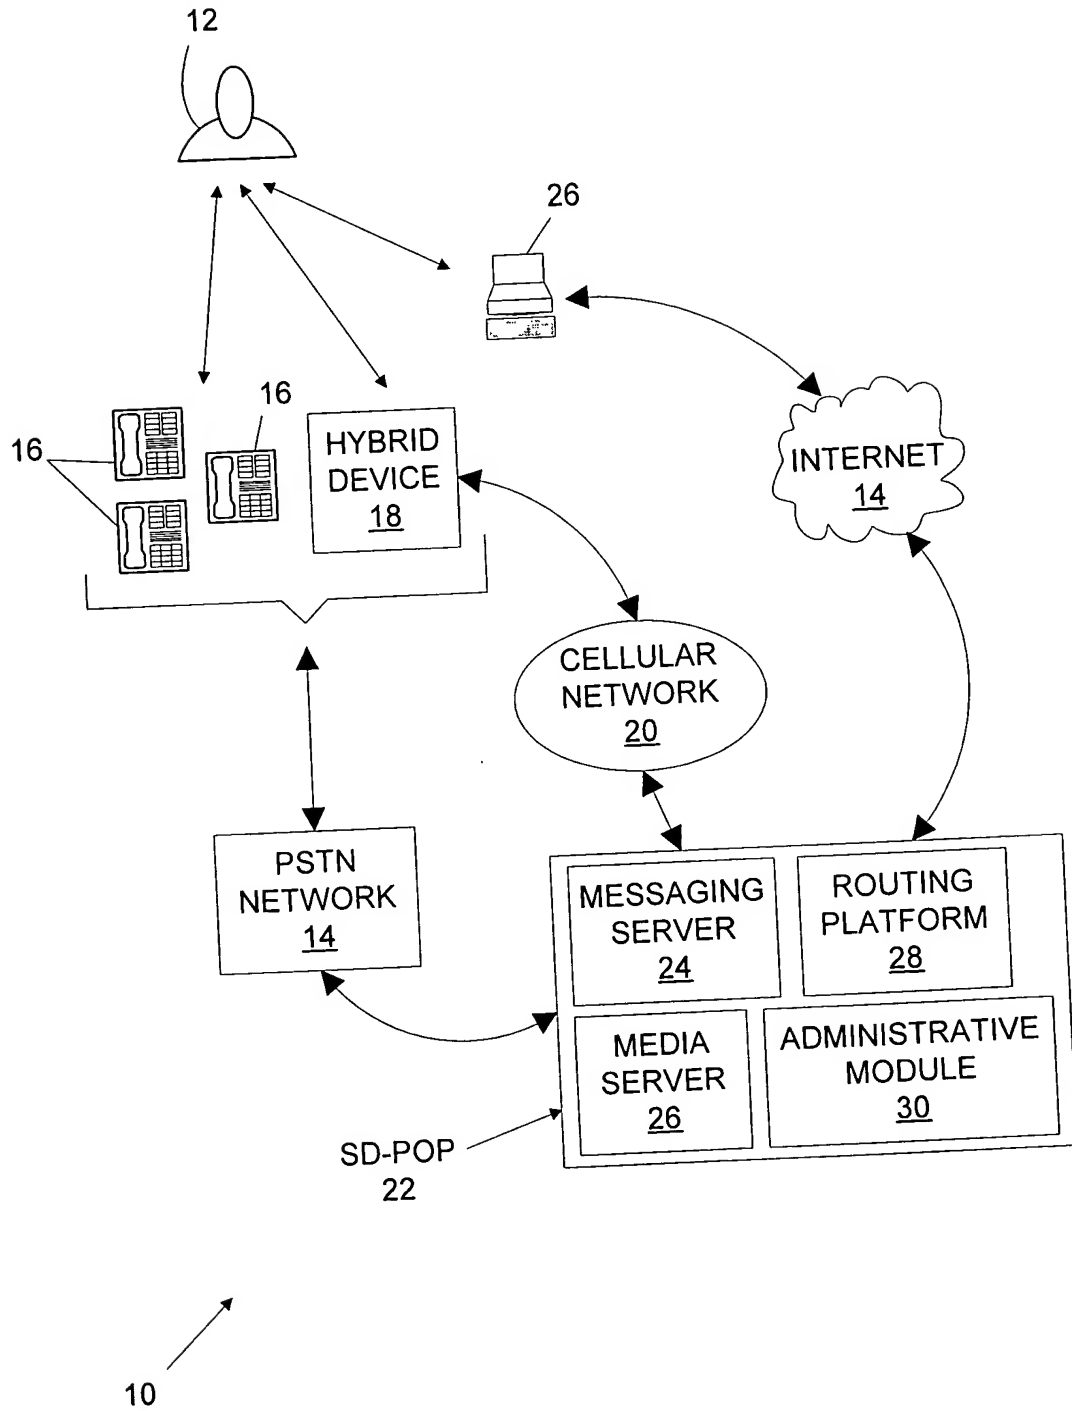 12
26
16
16
HYBRID
DEVICE
18
INTERNET
14
CELLULAR
NETWORK
20
PSTN
NETWORK
14
MESSAGING
SERVER
24
ROUTING
PLATFORM
28
MEDIA
SERVER
26
ADMINISTRATIVE
MODULE
30
SD-POP
22
10